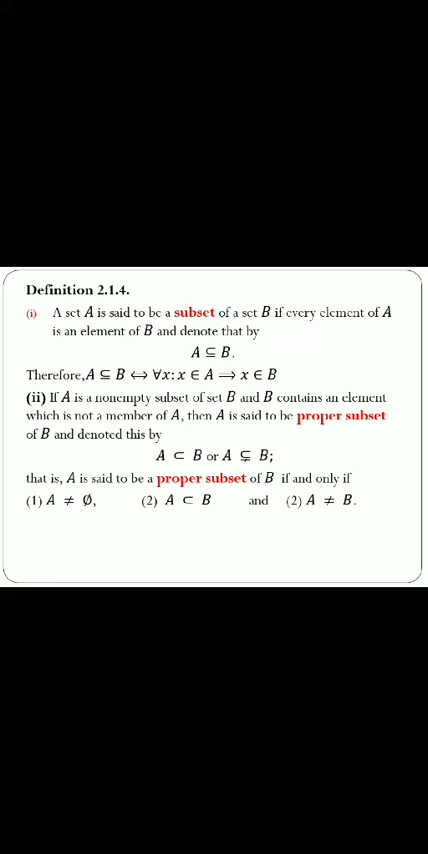 Definition 2.1.4.
(i) A set A is said to be a subset of a set B if every element of A
is an element of B and denote that by
A ⊆ B.
Therefore, A ⊆ B ⟺ ∀x: x ∈ A ⟹ x ∈ B
(ii) If A is a nonempty subset of set B and B contains an element
which is not a member of A, then A is said to be proper subset
of B and denoted this by
A ⊂ B or A ⊊ B;
that is, A is said to be a proper subset of B if and only if
(1) A ≠ Ø, (2) A ⊂ B and (2) A ≠ B.